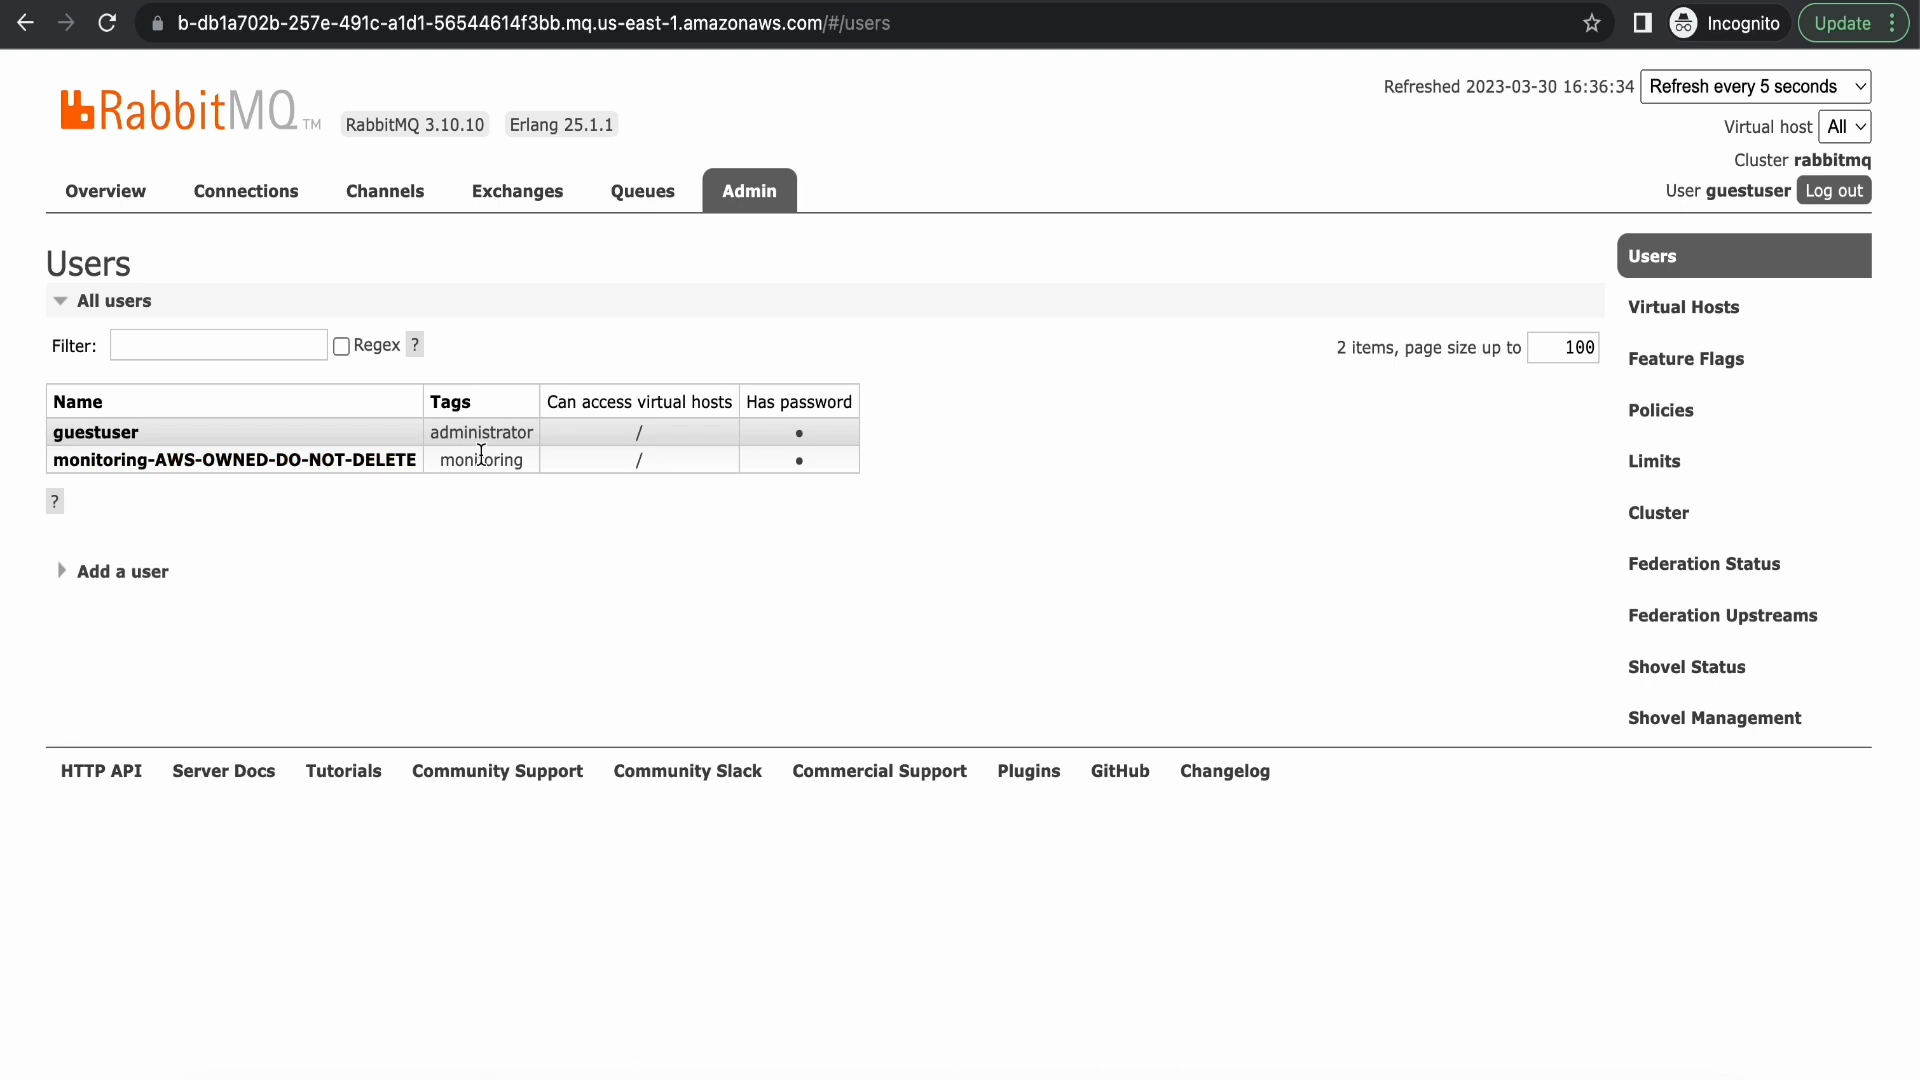 b-db1a702b-257e-491c-a1d1-56544614f3bb.mq.us-east-1.amazonaws.com/#/users
Incognito
Update
RabbitMQ TM
RabbitMQ 3.10.10
Erlang 25.1.1
Refreshed 2023-03-30 16:36:34
Refresh every 5 seconds
Virtual host All
Cluster rabbitmq
User guestuser Log out
Overview
Connections
Channels
Exchanges
Queues
Admin
Users
All users
Filter:
Regex ?
2 items, page size up to 100
Name Tags Can access virtual hosts Has password
guestuser administrator / •
monitoring-AWS-OWNED-DO-NOT-DELETE monitoring / •
?
Add a user
Users
Virtual Hosts
Feature Flags
Policies
Limits
Cluster
Federation Status
Federation Upstreams
Shovel Status
Shovel Management
HTTP API
Server Docs
Tutorials
Community Support
Community Slack
Commercial Support
Plugins
GitHub
Changelog